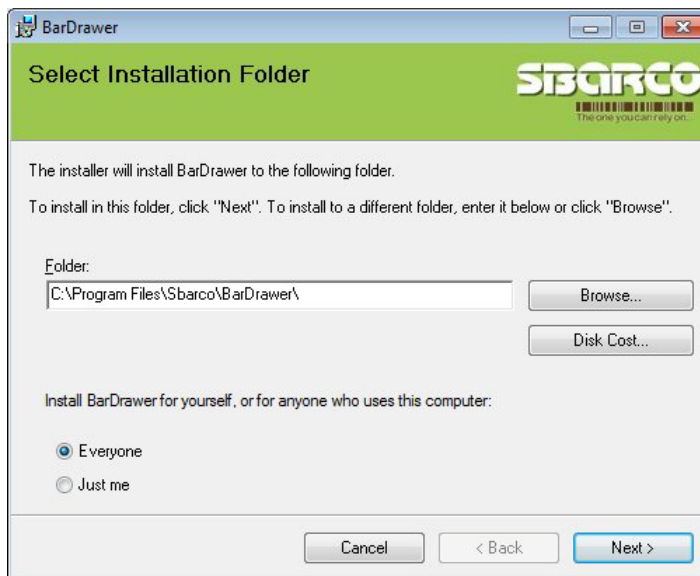 BarDrawer
Select Installation Folder
SBARCO
The one you can rely on...
The installer will install BarDrawer to the following folder.
To install in this folder, click "Next". To install to a different folder, enter it below or click "Browse".
Folder:
C:\Program Files\Sbarco\BarDrawer\
Browse...
Disk Cost...
Install BarDrawer for yourself, or for anyone who uses this computer:
Everyone
Just me
Cancel
< Back
Next >